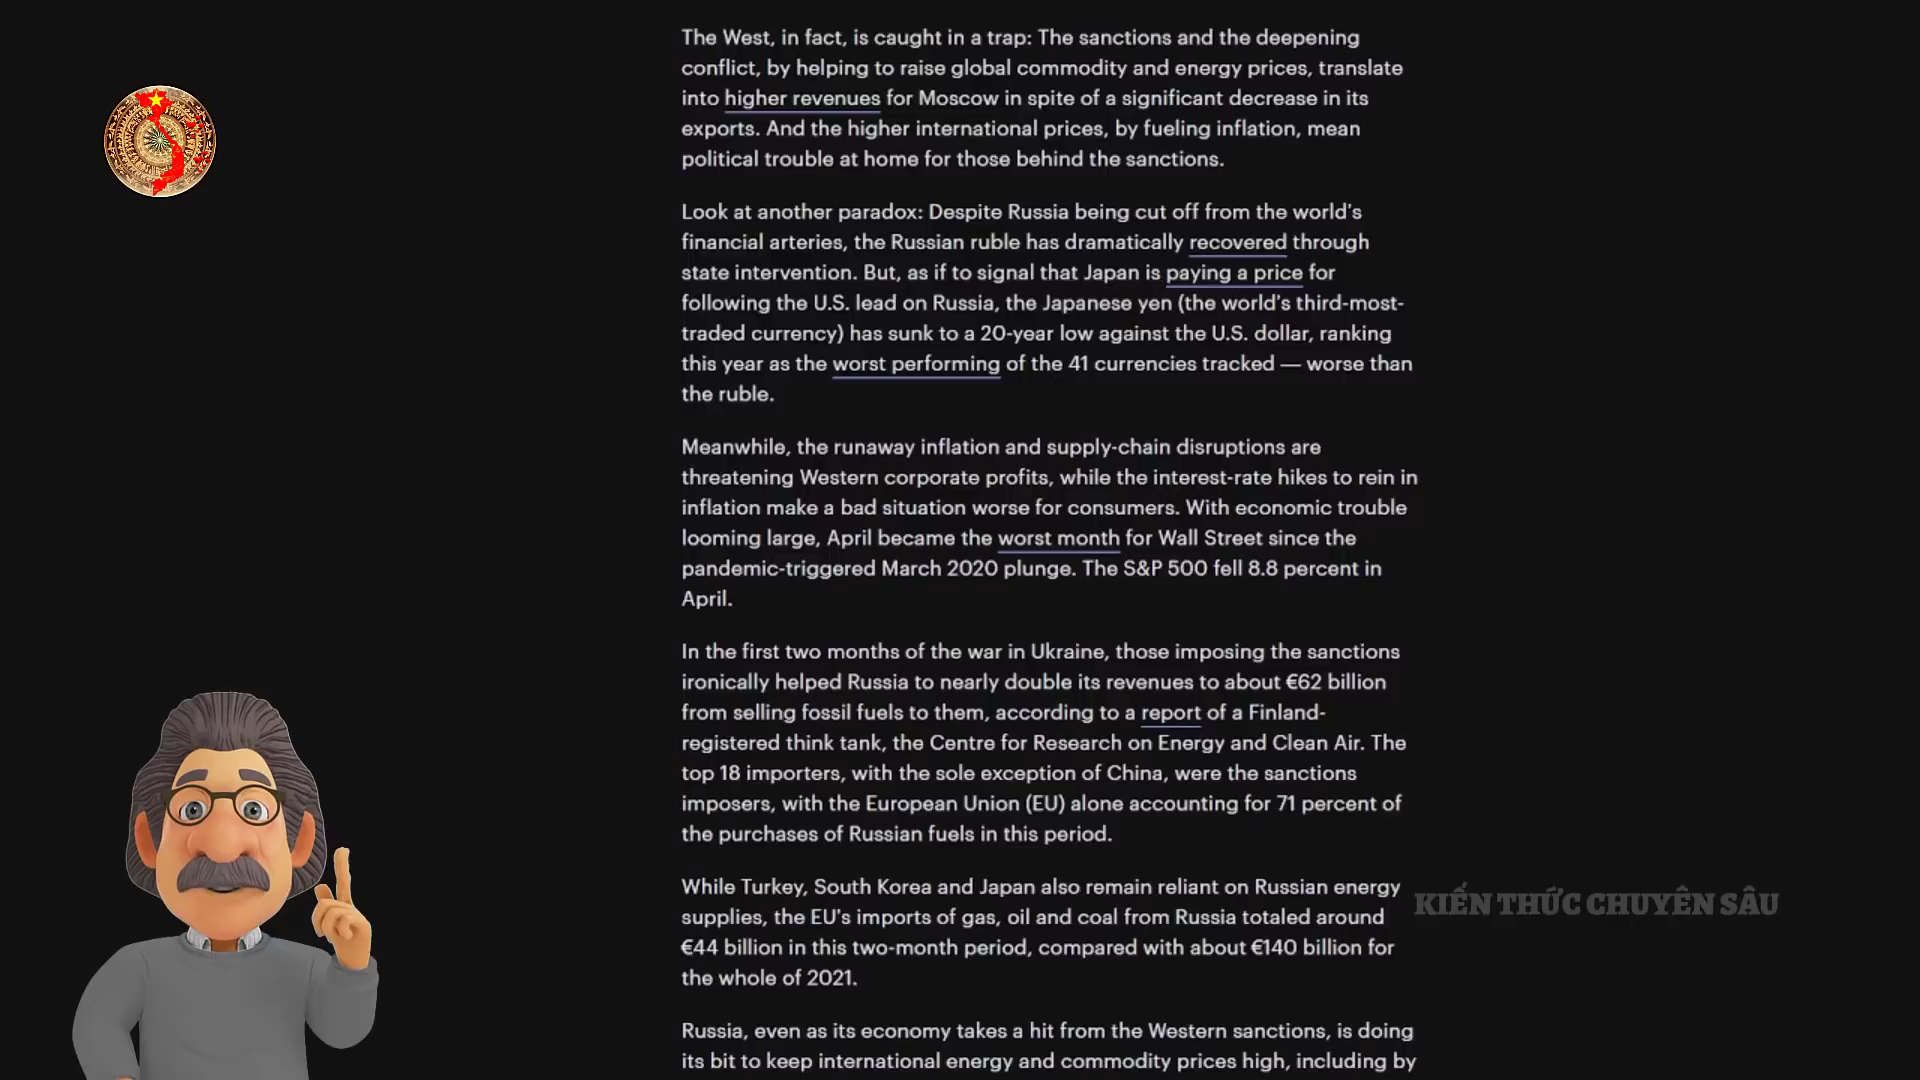 The West, in fact, is caught in a trap: The sanctions and the deepening
conflict, by helping to raise global commodity and energy prices, translate
into higher revenues for Moscow in spite of a significant decrease in its
exports. And the higher international prices, by fueling inflation, mean
political trouble at home for those behind the sanctions.
Look at another paradox: Despite Russia being cut off from the world's
financial arteries, the Russian ruble has dramatically recovered through
state intervention. But, as if to signal that Japan is paying a price for
following the U.S. lead on Russia, the Japanese yen (the world's third-most-
traded currency) has sunk to a 20-year low against the U.S. dollar, ranking
this year as the worst performing of the 41 currencies tracked — worse than
the ruble.
Meanwhile, the runaway inflation and supply-chain disruptions are
threatening Western corporate profits, while the interest-rate hikes to rein in
inflation make a bad situation worse for consumers. With economic trouble
looming large, April became the worst month for Wall Street since the
pandemic-triggered March 2020 plunge. The S&P 500 fell 8.8 percent in
April.
In the first two months of the war in Ukraine, those imposing the sanctions
ironically helped Russia to nearly double its revenues to about €62 billion
from selling fossil fuels to them, according to a report of a Finland-
registered think tank, the Centre for Research on Energy and Clean Air. The
top 18 importers, with the sole exception of China, were the sanctions
imposers, with the European Union (EU) alone accounting for 71 percent of
the purchases of Russian fuels in this period.
While Turkey, South Korea and Japan also remain reliant on Russian energy
supplies, the EU's imports of gas, oil and coal from Russia totaled around
€44 billion in this two-month period, compared with about €140 billion for
the whole of 2021.
Russia, even as its economy takes a hit from the Western sanctions, is doing
its bit to keep international energy and commodity prices high, including by
KIẾN THỨC CHUYÊN SÂU